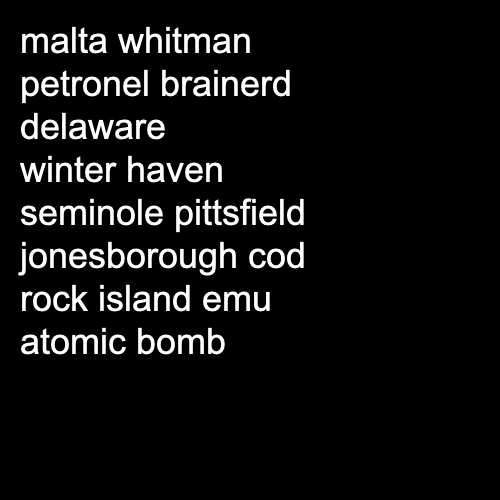 malta whitman
petronel brainerd
delaware
winter haven
seminole pittsfield
jonesborough cod
rock island emu
atomic bomb